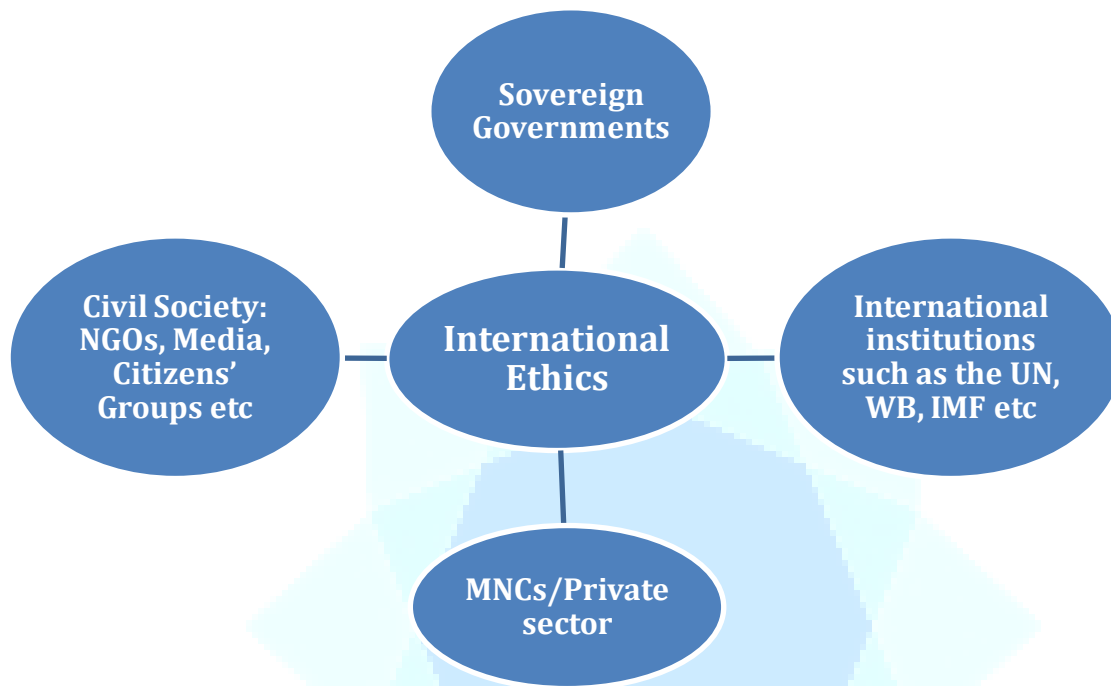 Sovereign
Governments
Civil Society:
NGOs, Media,
Citizens’
Groups etc
International
Ethics
International
institutions
such as the UN,
WB, IMF etc
MNCs/Private
sector